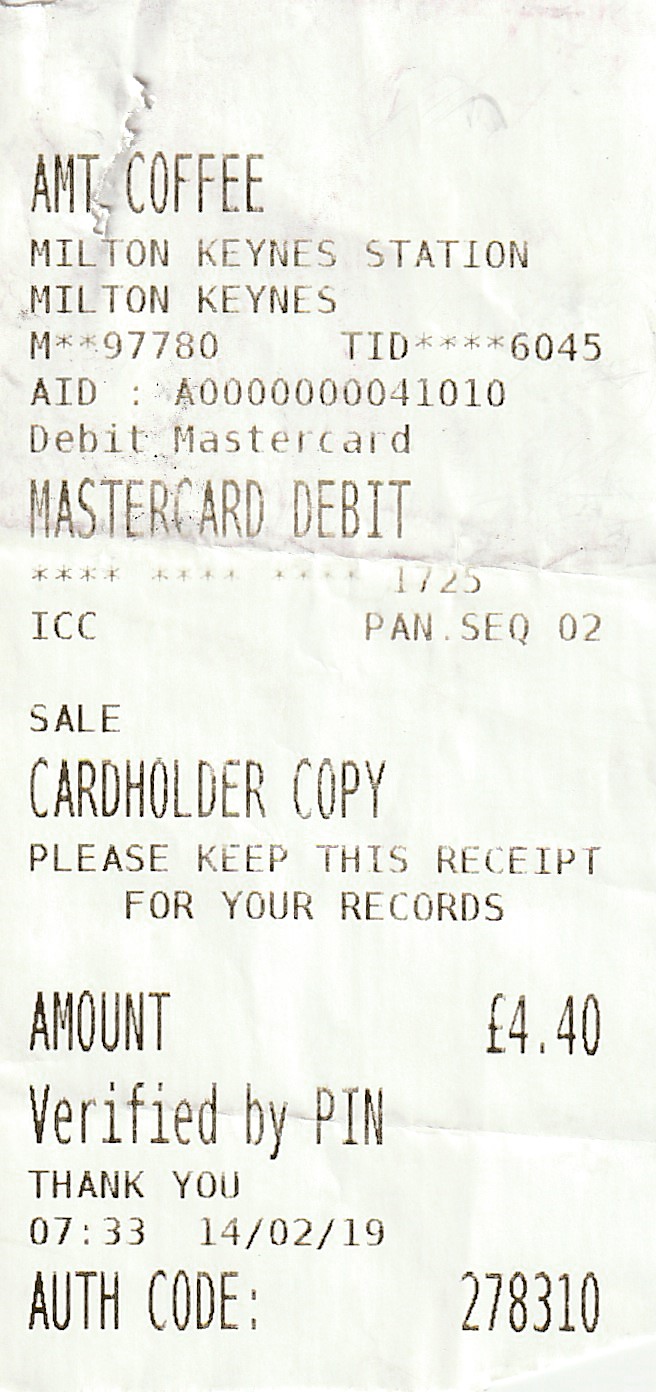 AMT COFFEE
MILTON KEYNES STATION
MILTON KEYNES
M**97780 TID****6045
AID : A0000000041010
Debit Mastercard
MASTERCARD DEBIT
**** **** **** 1725
ICC PAN.SEQ 02
SALE
CARDHOLDER COPY
PLEASE KEEP THIS RECEIPT
FOR YOUR RECORDS
AMOUNT £4.40
Verified by PIN
THANK YOU
07:33 14/02/19
AUTH CODE: 278310